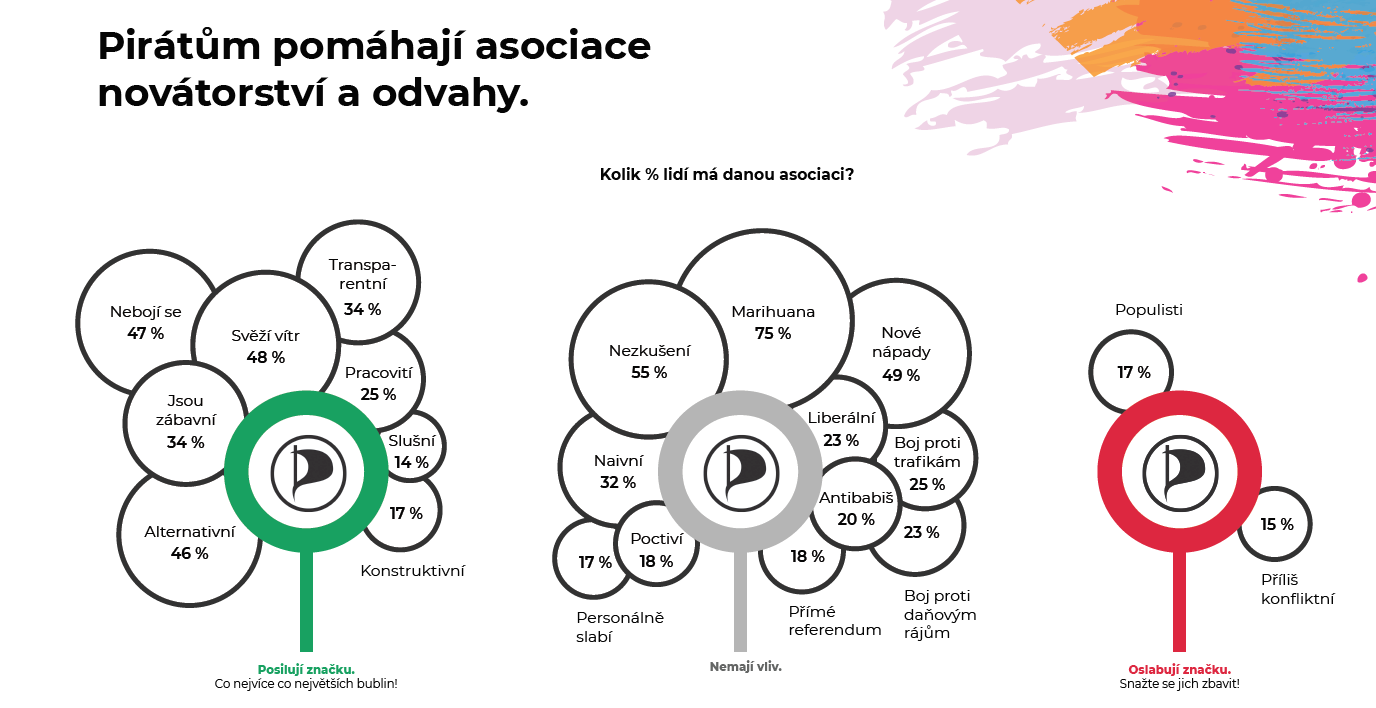 Pirátům pomáhají asociace
novátorství a odvahy.
Kolik % lidí má danou asociaci?
Nebojí se
47 %
Svěží vítr
48 %
Transpa-
rentní
34 %
Pracovití
25 %
Jsou
zábavní
34 %
Slušní
14 %
Alternativní
46 %
17 %
Konstruktivní
Posilují značku.
Co nejvíce co největších bublin!
Marihuana
75 %
Nezkušení
55 %
Nové
nápady
49 %
Liberální
23 %
Boj proti
trafikám
25 %
Naivní
32 %
Antibabiš
20 %
Poctiví
18 %
17 %
Personálně
slabí
18 %
Přímé
referendum
23 %
Boj proti
daňovým
rájům
Nemají vliv.
Populisti
17 %
15 %
Příliš
konfliktní
Oslabují značku.
Snažte se jich zbavit!